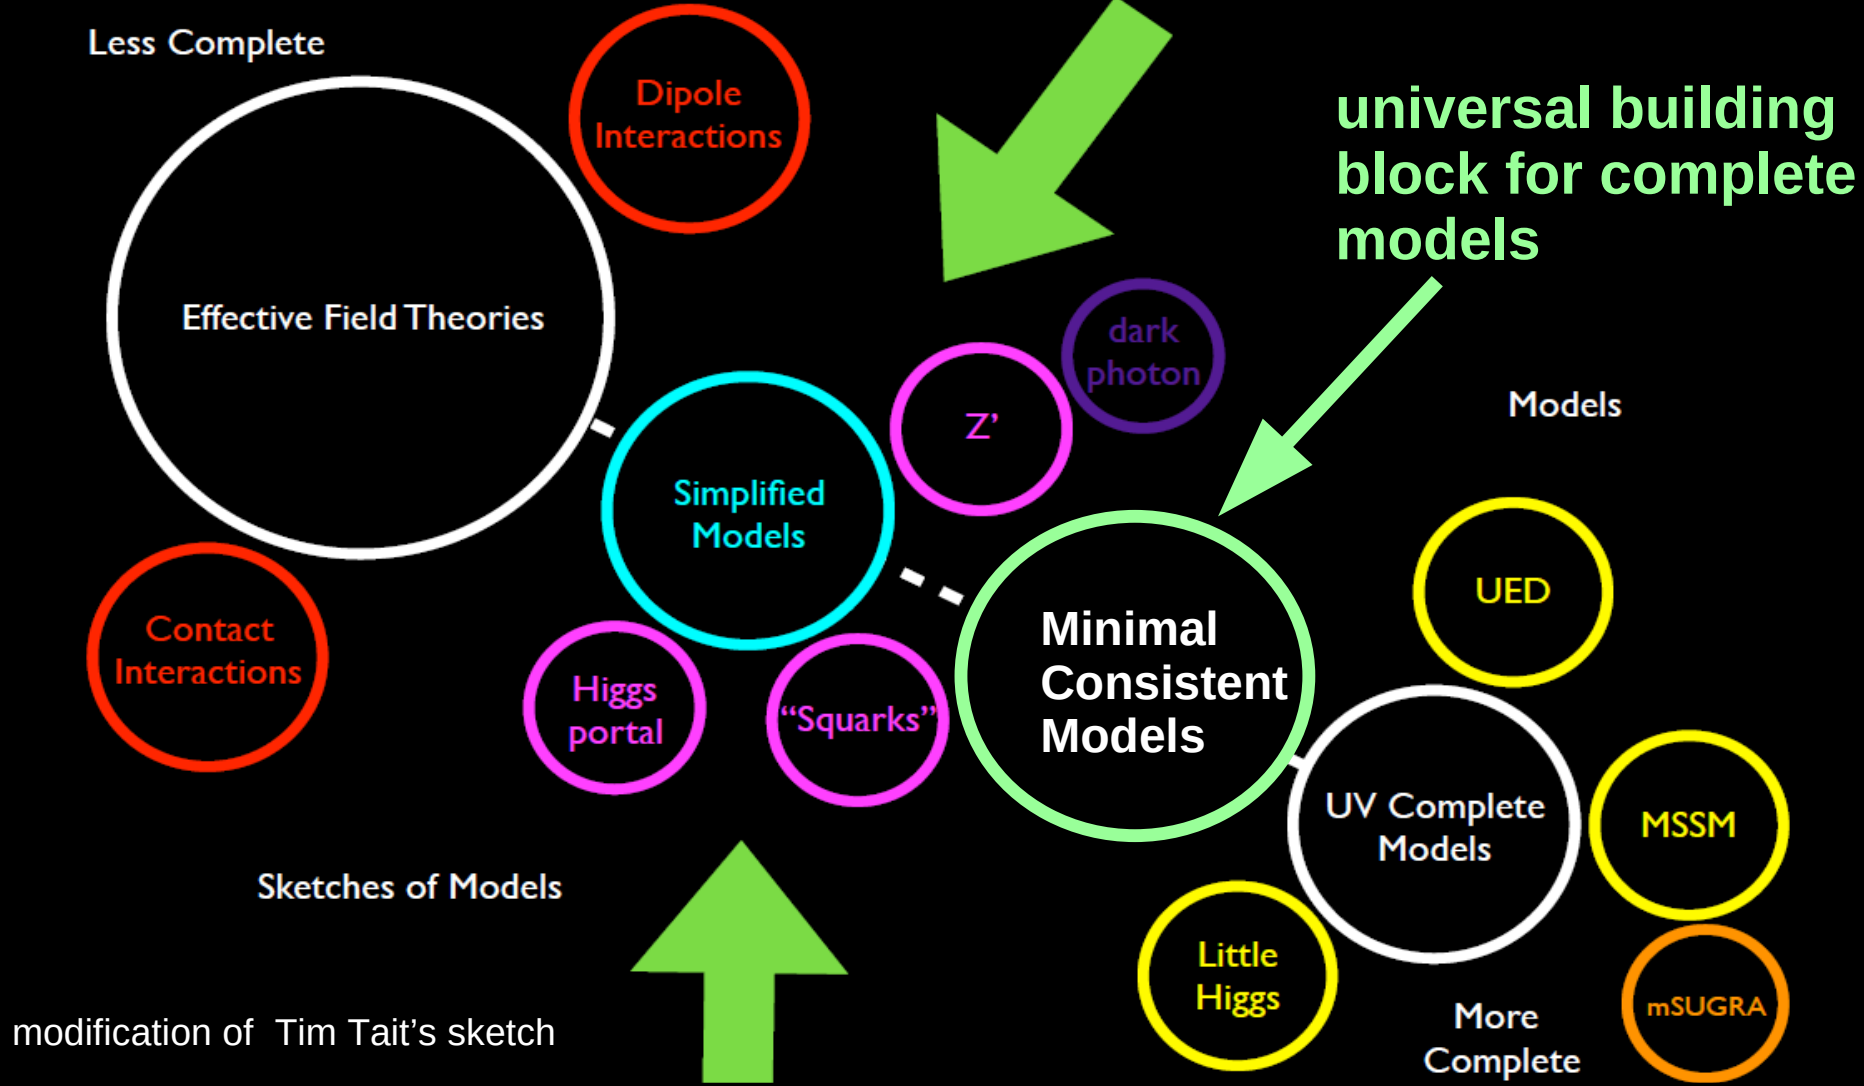 Less Complete
Dipole
Interactions
universal building
block for complete
models
Effective Field Theories
dark
photon
Z’
Models
Simplified
Models
UED
Contact
Interactions
Minimal
Consistent
Models
Higgs
portal
“Squarks”
UV Complete
Models
MSSM
Sketches of Models
Little
Higgs
mSUGRA
More
Complete
modification of  Tim Tait’s sketch